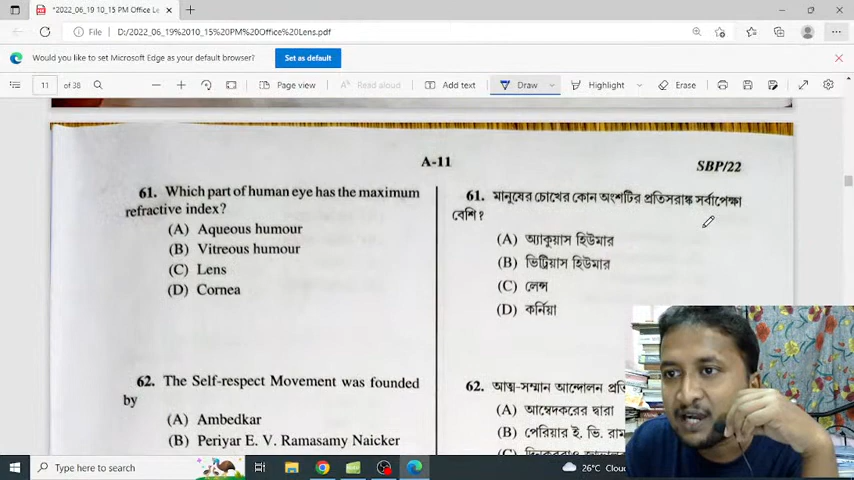 *2022_06_19 10_15 PM Office Le
File
D:/2022_06_19%2010_15%20PM%20Office%20Lens.pdf
Would you like to set Microsoft Edge as your default browser?
Set as default
11
of 38
Page view
Read aloud
Add text
Draw
Highlight
Erase
A-11
SBP/22
61. Which part of human eye has the maximum
refractive index?
(A) Aqueous humour
(B) Vitreous humour
(C) Lens
(D) Cornea
62. The Self-respect Movement was founded
by
(A) Ambedkar
(B) Periyar E. V. Ramasamy Naicker
61. মানুষের চোখের কোন অংশটির প্রতিসরাঙ্ক সর্বাপেক্ষা
বেশি?
(A) অ্যাকুয়াস হিউমার
(B) ভিট্রিয়াস হিউমার
(C) লেন্স
(D) কর্নিয়া
62. আত্ম-সম্মান আন্দোলন
(A) আম্বেদকরের দ্বারা
(B) পেরিয়ার ই. ভি.
(C)
Type here to search
26°C